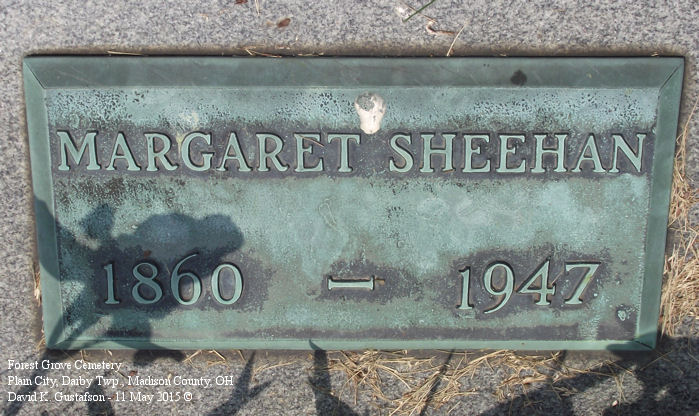 MARGARET SHEEHAN
1860 – 1947
Forest Grove Cemetery
Plain City, Darby Twp., Madison County, OH
David K. Gustafson - 11 May 2015 ©